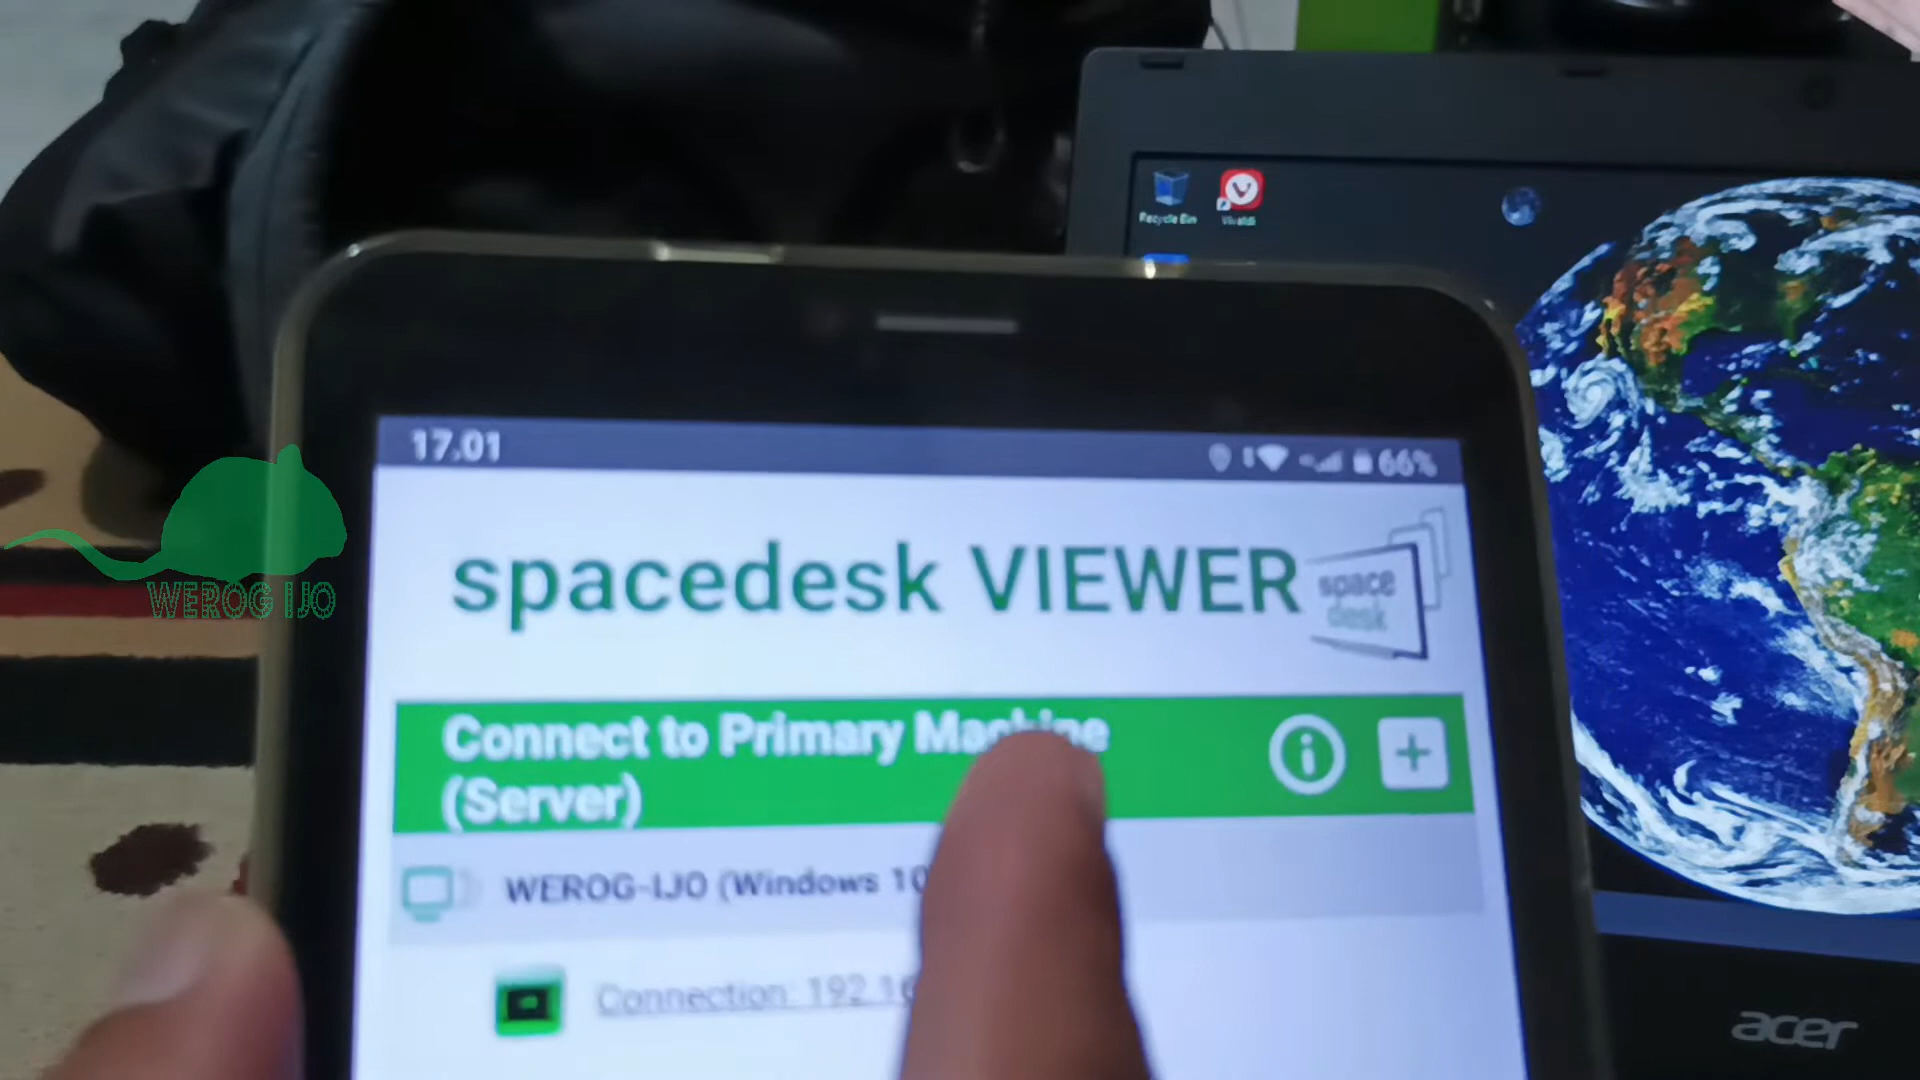 Recycle Bin
Vivaldi
17.01
66%
spacedesk VIEWER
space
desk
Connect to Primary Machine
(Server)
WEROG IJO
WEROG-IJO (Windows 10
Connection: 192.16
acer